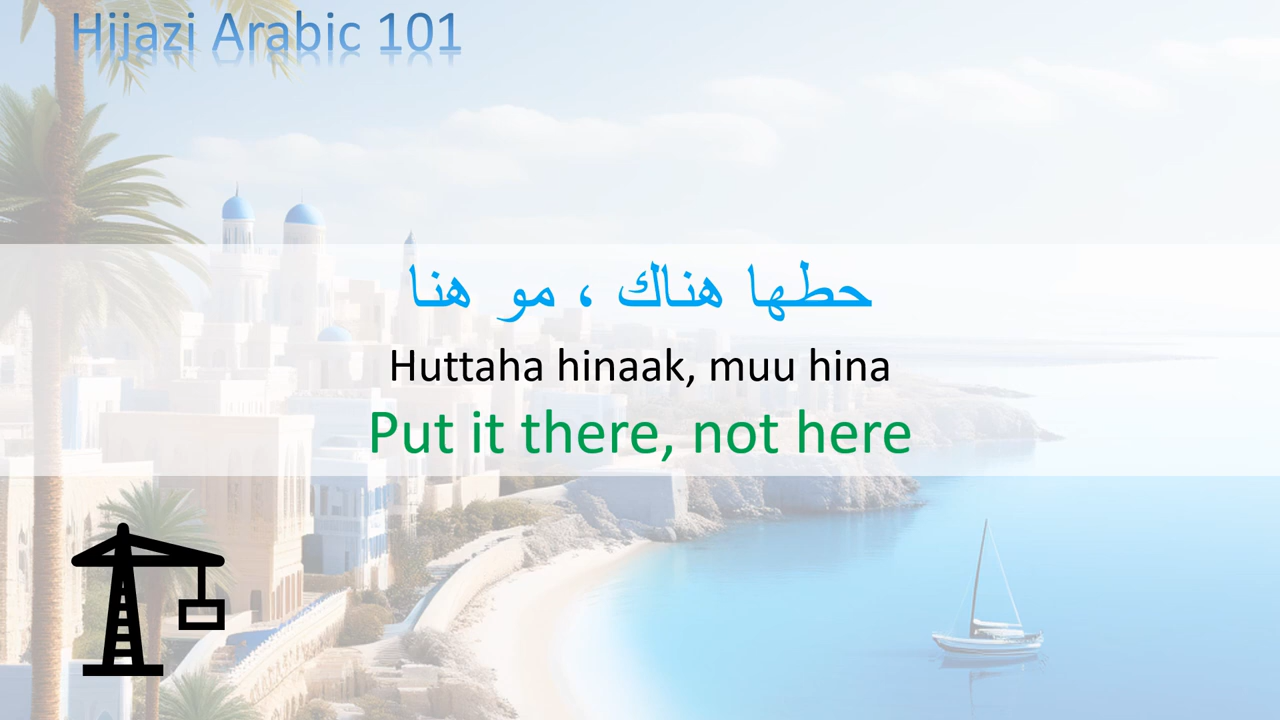 Hijazi Arabic 101
حطها هناك ، مو هنا
Huttaha hinaak, muu hina
Put it there, not here